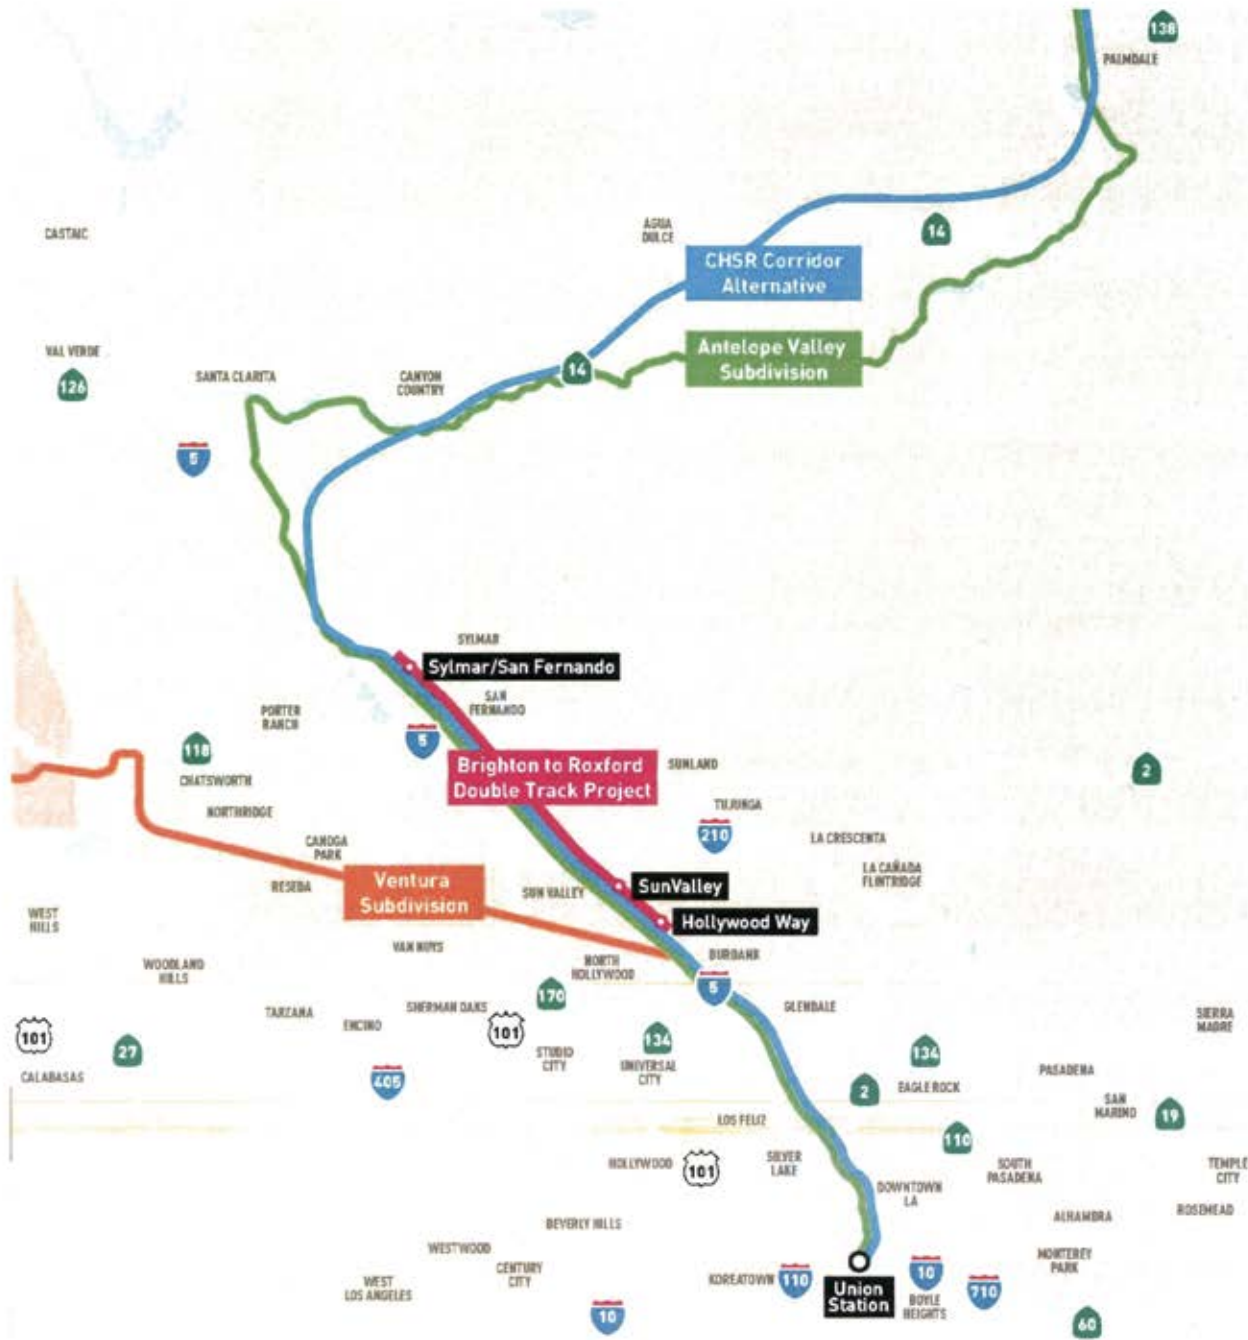 138
PALMDALE
CASTAIC
AGUA
DULCE
14
CHSR Corridor
Alternative
VAL VERDE
126
SANTA CLARITA
CANYON
COUNTRY
14
Antelope Valley
Subdivision
5
SYLMAR
Sylmar/San Fernando
SAN
FERNANDO
PORTER
RANCH
5
118
CHATSWORTH
Brighton to Roxford
Double Track Project
SUNLAND
2
NORTHRIDGE
TUJUNGA
210
LA CRESCENTA
CANOGA
PARK
LA CAÑADA
FLINTRIDGE
RESEDA
Ventura
Subdivision
SUN VALLEY
SunValley
WEST
HILLS
Hollywood Way
VAN NUYS
BURBANK
WOODLAND
HILLS
NORTH
HOLLYWOOD
5
170
TARZANA
ENCINO
SHERMAN OAKS
101
GLENDALE
SIERRA
MADRE
101
27
134
134
STUDIO
CITY
UNIVERSAL
CITY
CALABASAS
405
2
EAGLE ROCK
PASADENA
SAN
MARINO
19
LOS FELIZ
110
HOLLYWOOD
101
SILVER
LAKE
SOUTH
PASADENA
TEMPLE
CITY
DOWNTOWN
LA
ALHAMBRA
ROSEMEAD
BEVERLY HILLS
WESTWOOD
CENTURY
CITY
MONTEREY
PARK
WEST
LOS ANGELES
KOREATOWN
110
Union
Station
10
BOYLE
HEIGHTS
710
10
60